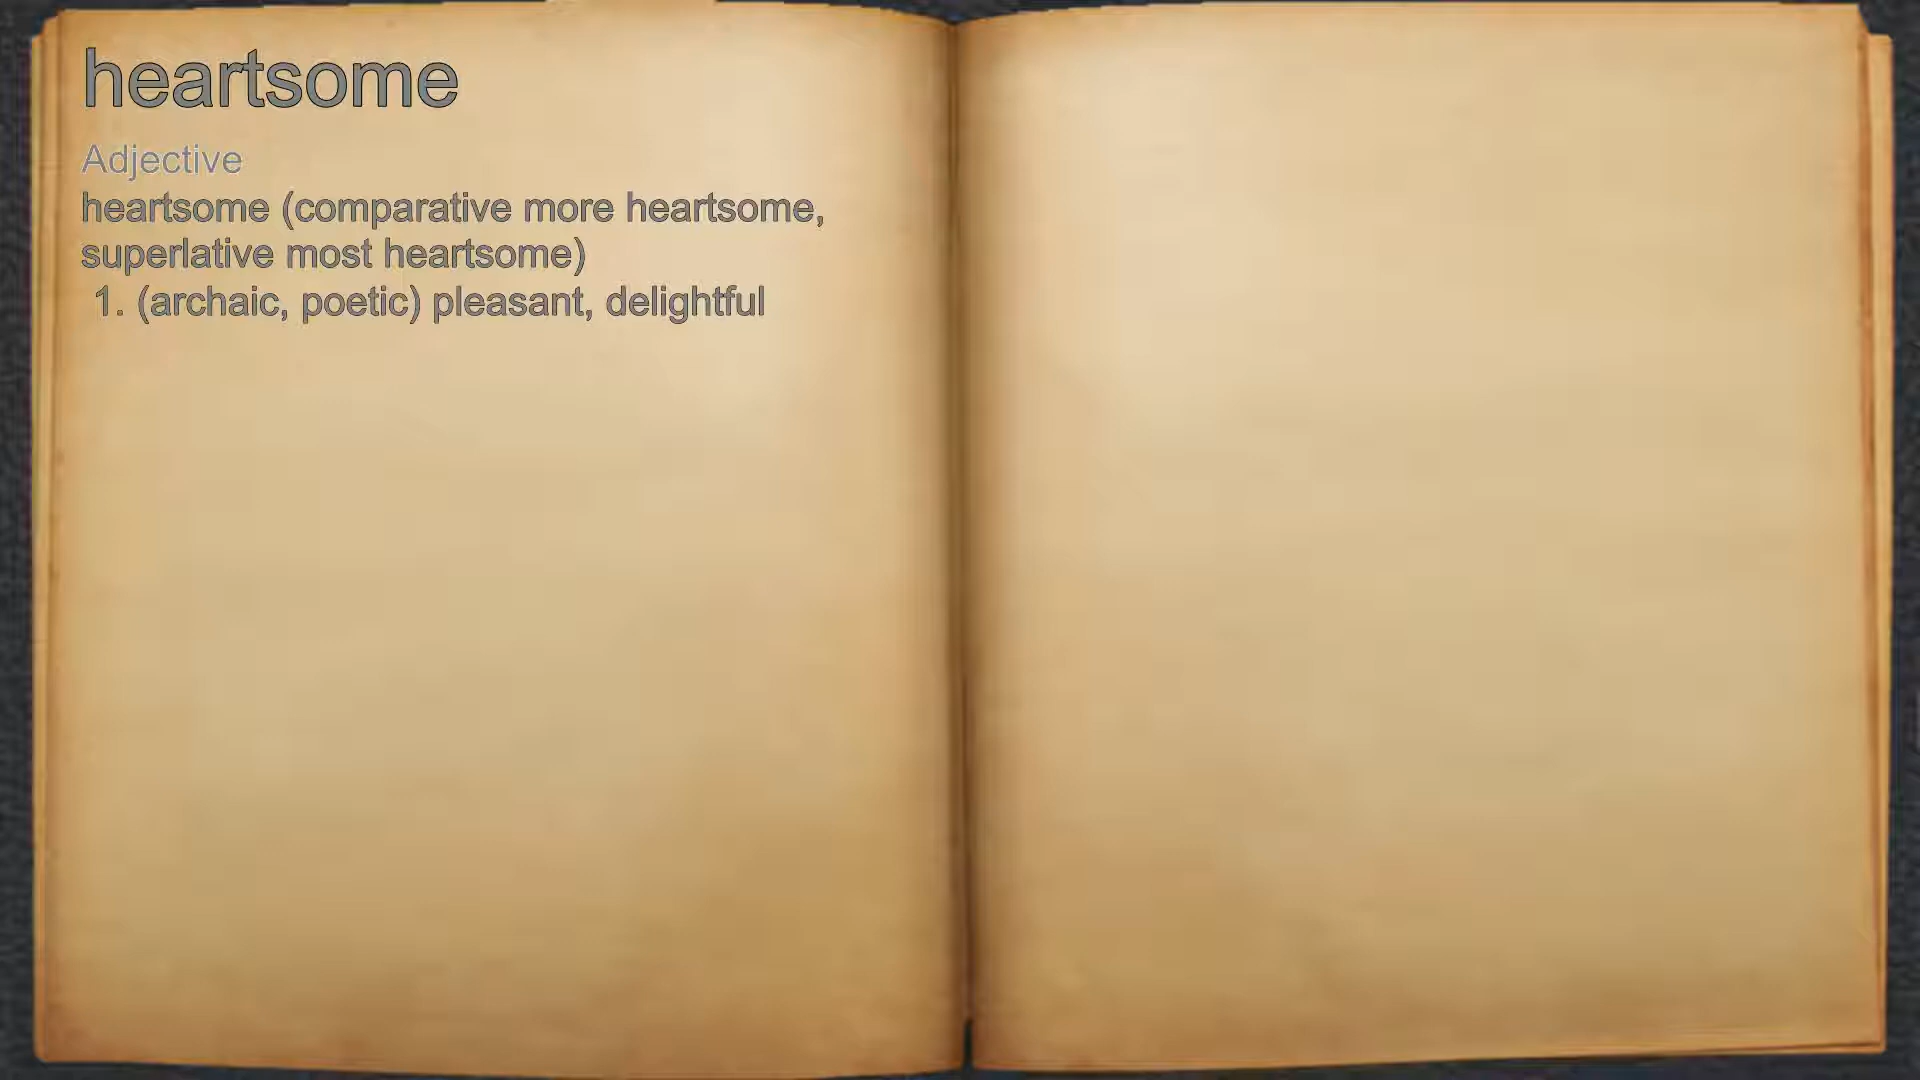 heartsome
Adjective
heartsome (comparative more heartsome,
superlative most heartsome)
1. (archaic, poetic) pleasant, delightful